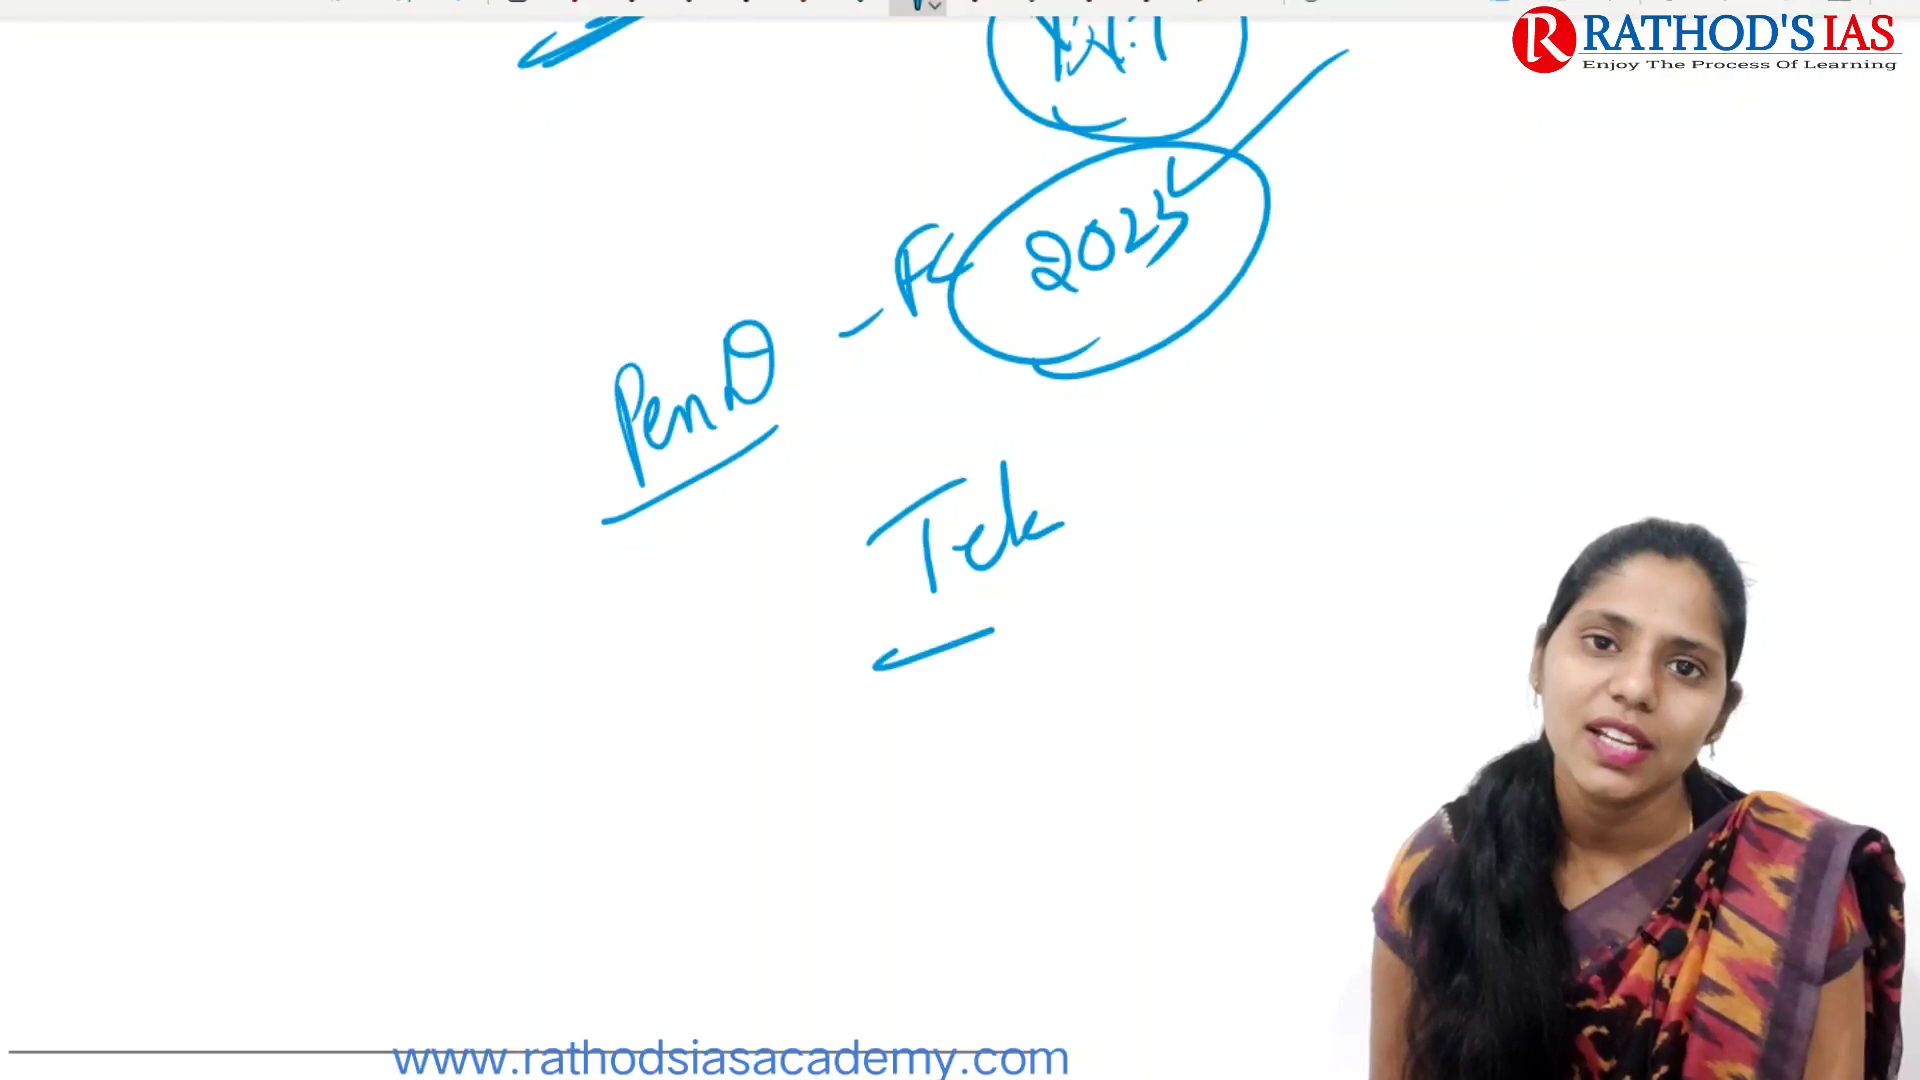 RATHOD'S IAS
Enjoy The Process Of Learning
2023
Pen D
Tek
www.rathodsiasacademy.com